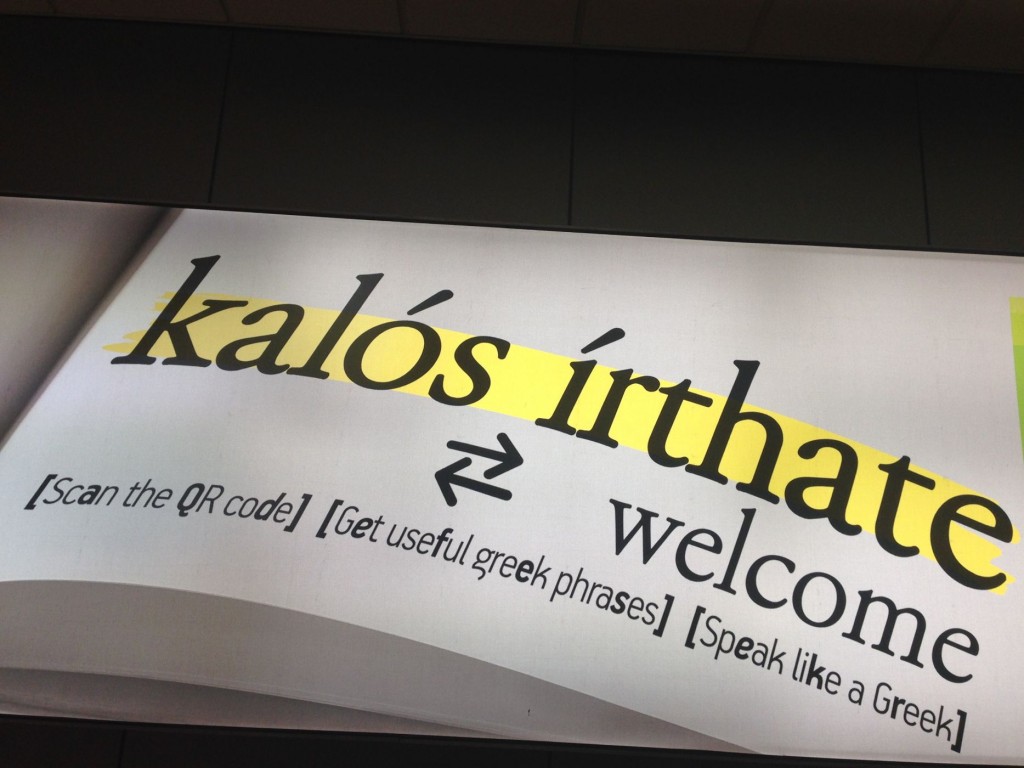 kalós írthate
welcome
[Scan the QR code] [Get useful greek phrases] [Speak like a Greek]